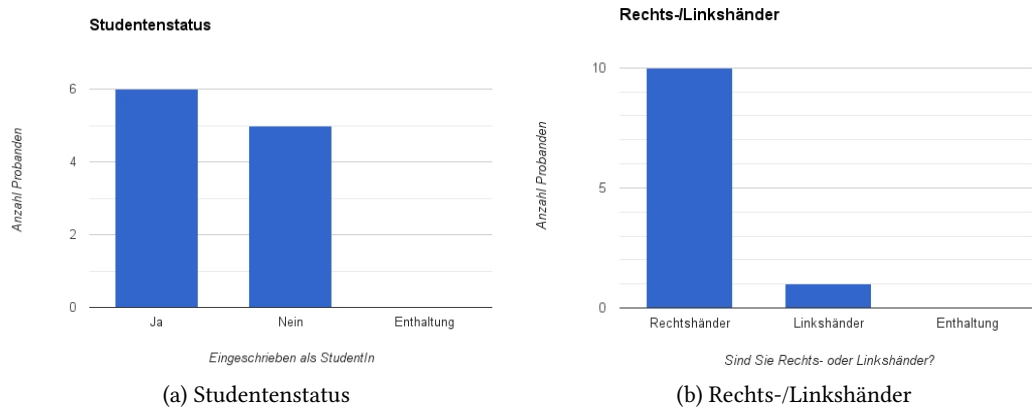 Studentenstatus
6
4
2
0
Anzahl Probanden
Ja Nein Enthaltung
Eingeschrieben als StudentIn
(a) Studentenstatus
Rechts-/Linkshänder
10
5
0
Anzahl Probanden
Rechtshänder Linkshänder Enthaltung
Sind Sie Rechts- oder Linkshänder?
(b) Rechts-/Linkshänder